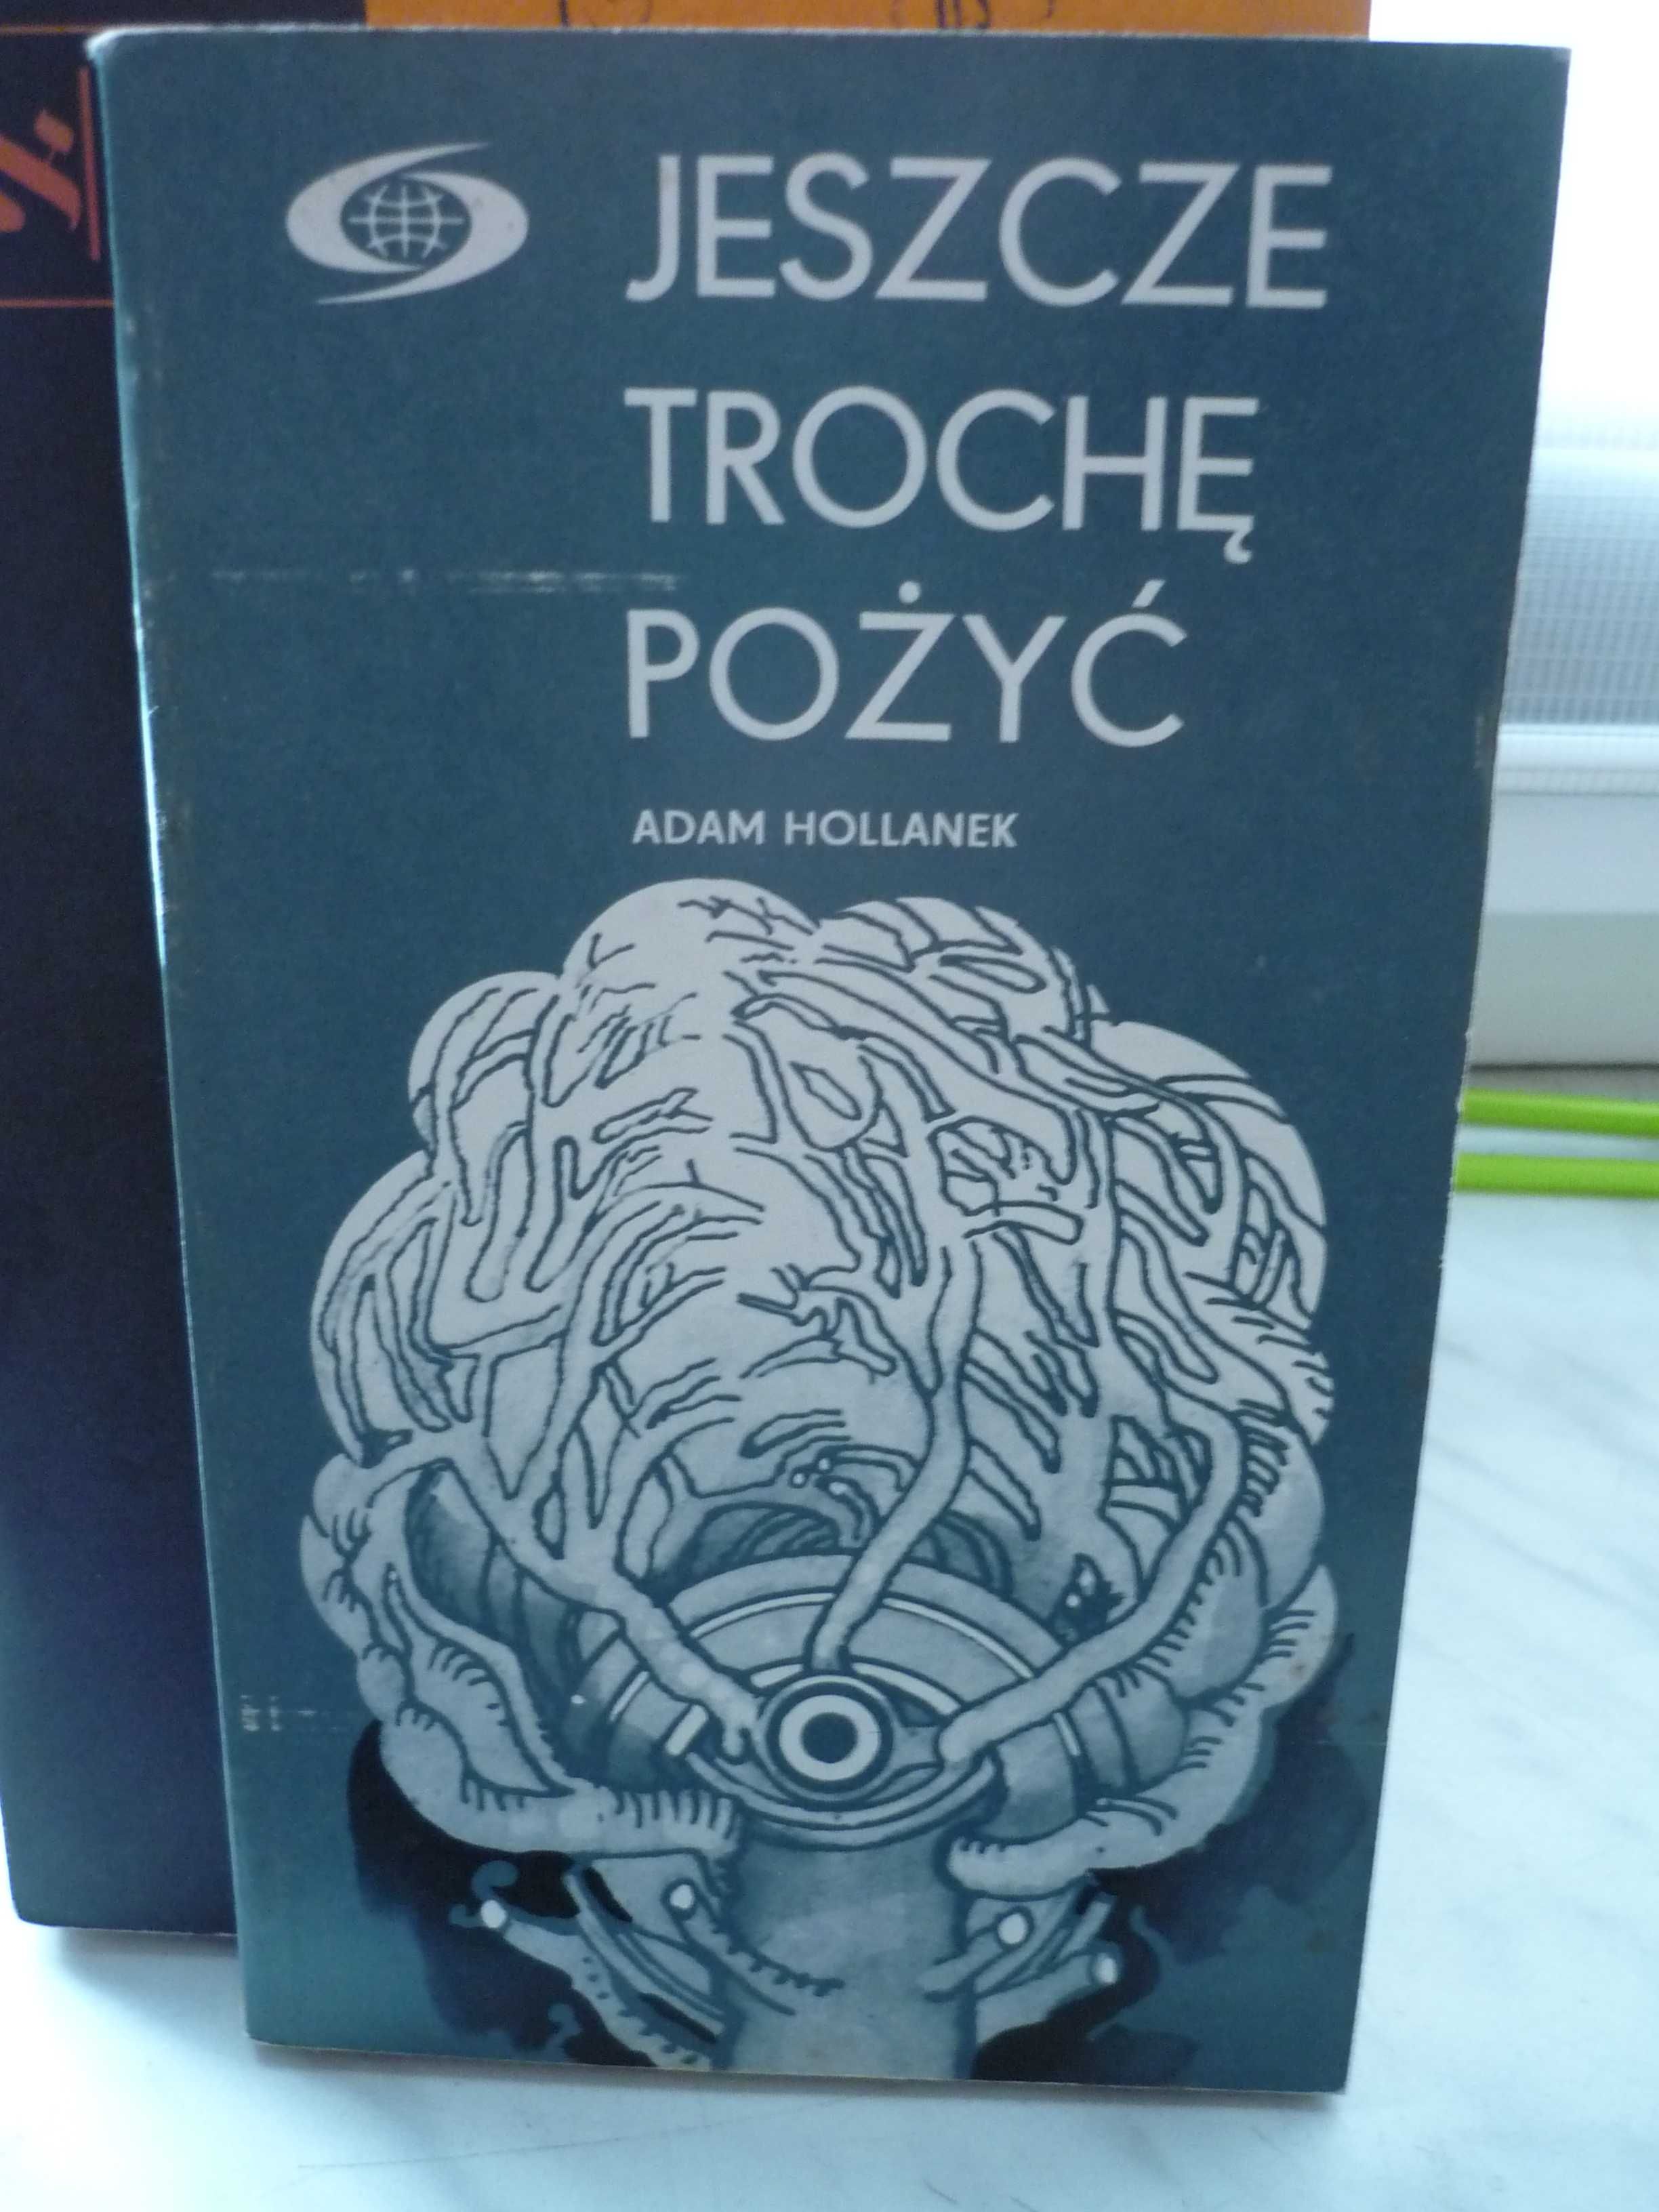 JESZCZE
TROCHĘ
POŻYĆ
ADAM HOLLANEK